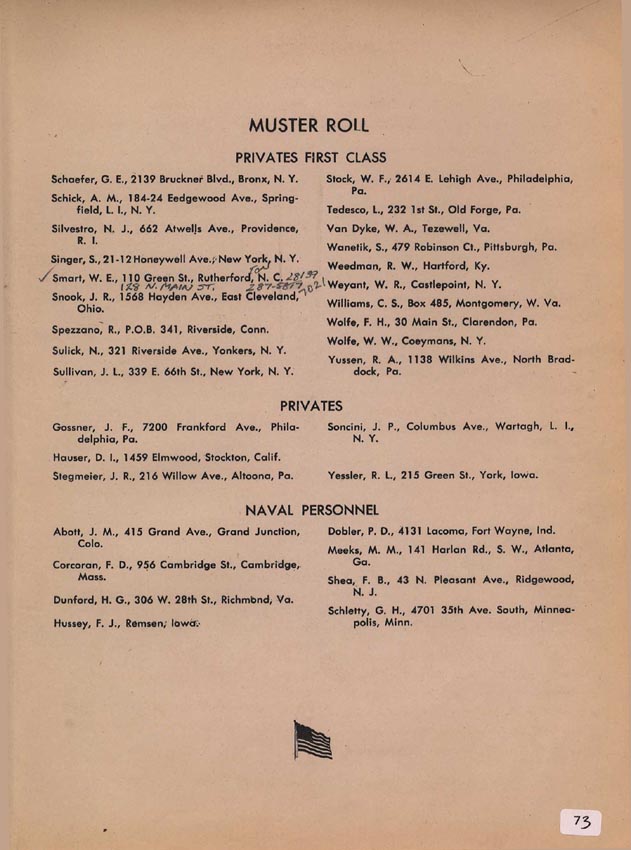 MUSTER ROLL
PRIVATES FIRST CLASS
Schaefer, G. E., 2139 Bruckner Blvd., Bronx, N. Y.
Schick, A. M., 184-24 Eedgewood Ave., Spring-
field, L. I., N. Y.
Silvestro, N. J., 662 Atwells Ave., Providence,
R. I.
Singer, S., 21-12 Honeywell Ave., New York, N. Y.
Smart, W. E., 110 Green St., Rutherford, N. C. 28139
128 N. MAIN ST. 287-5877
Snook, J. R., 1568 Hayden Ave., East Cleveland,
Ohio.
Spezzano, R., P.O.B. 341, Riverside, Conn.
Sulick, N., 321 Riverside Ave., Yonkers, N. Y.
Sullivan, J. L., 339 E. 66th St., New York, N. Y.
Stock, W. F., 2614 E. Lehigh Ave., Philadelphia,
Pa.
Tedesco, L., 232 1st St., Old Forge, Pa.
Van Dyke, W. A., Tezewell, Va.
Wanetik, S., 479 Robinson Ct., Pittsburgh, Pa.
Weedman, R. W., Hartford, Ky.
Weyant, W. R., Castlepoint, N. Y.
Williams, C. S., Box 485, Montgomery, W. Va.
Wolfe, F. H., 30 Main St., Clarendon, Pa.
Wolfe, W. W., Coeymans, N. Y.
Yussen, R. A., 1138 Wilkins Ave., North Brad-
dock, Pa.
PRIVATES
Gossner, J. F., 7200 Frankford Ave., Phila-
delphia, Pa.
Hauser, D. I., 1459 Elmwood, Stockton, Calif.
Stegmeier, J. R., 216 Willow Ave., Altoona, Pa.
Soncini, J. P., Columbus Ave., Wartagh, L. I.,
N. Y.
Yessler, R. L., 215 Green St., York, Iowa.
NAVAL PERSONNEL
Abott, J. M., 415 Grand Ave., Grand Junction,
Colo.
Corcoran, F. D., 956 Cambridge St., Cambridge,
Mass.
Dunford, H. G., 306 W. 28th St., Richmond, Va.
Hussey, F. J., Remsen, Iowa.
Dobler, P. D., 4131 Lacoma, Fort Wayne, Ind.
Meeks, M. M., 141 Harlan Rd., S. W., Atlanta,
Ga.
Shea, F. B., 43 N. Pleasant Ave., Ridgewood,
N. J.
Schletty, G. H., 4701 35th Ave. South, Minnea-
polis, Minn.
73